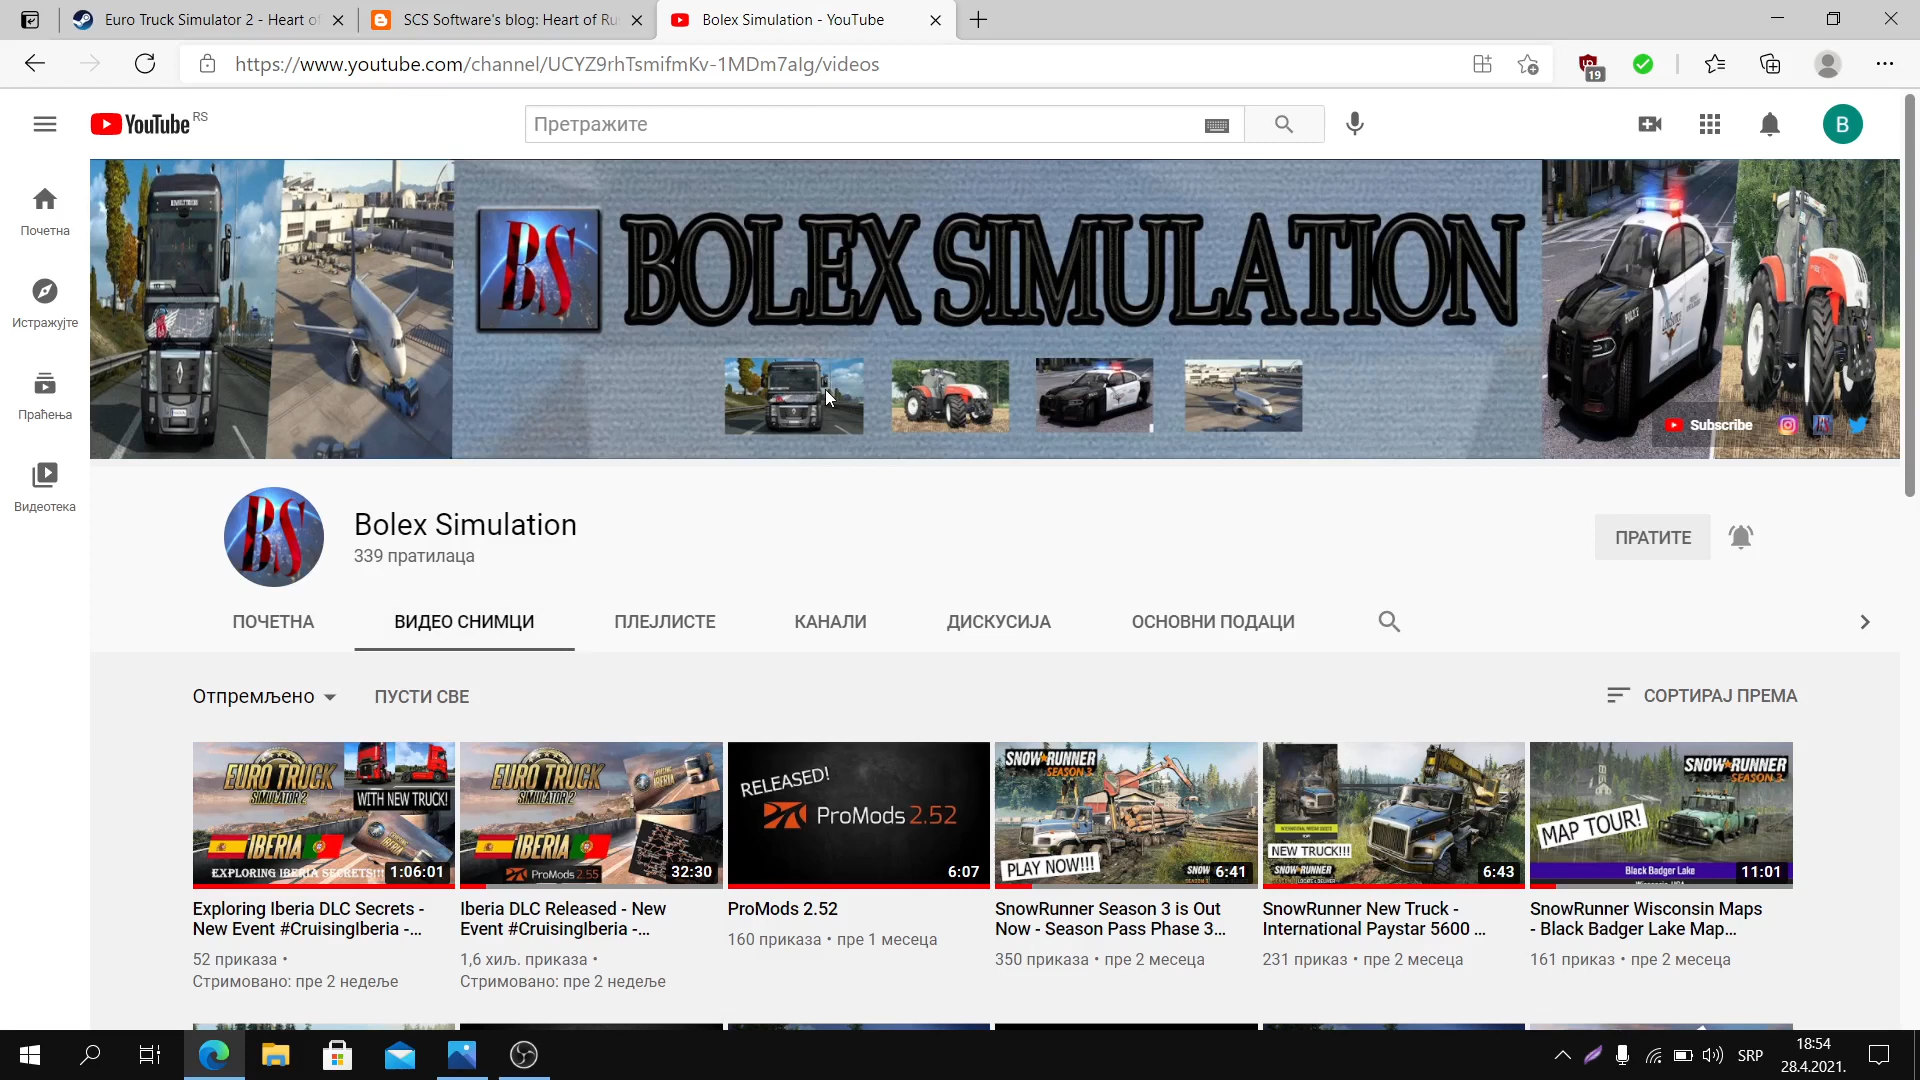 Euro Truck Simulator 2 - Heart of
SCS Software's blog: Heart of Ru
Bolex Simulation - YouTube
https://www.youtube.com/channel/UCYZ9rhTsmifmKv-1MDm7alg/videos
19
YouTube RS
Претражите
B
BS
BOLEX SIMULATION
Subscribe
Почетна
Истражујте
Праћења
Видеотека
BS
Bolex Simulation
339 пратилаца
ПРАТИТЕ
ПОЧЕТНА
ВИДЕО СНИМЦИ
ПЛЕЈЛИСТЕ
КАНАЛИ
ДИСКУСИЈА
ОСНОВНИ ПОДАЦИ
Отпремљено
ПУСТИ СВЕ
СОРТИРАЈ ПРЕМА
EURO TRUCK
SIMULATOR 2
WITH NEW TRUCK!
IBERIA
EXPLORING IBERIA SECRETS!!!
1:06:01
EURO TRUCK
SIMULATOR 2
IBERIA
ProMods 2.55
32:30
RELEASED!
ProMods 2.52
6:07
SNOWRUNNER
SEASON 3
PLAY NOW!!!
SNOW
6:41
NEW TRUCK!!!
SNOWRUNNER
6:43
SNOWRUNNER
SEASON 3
MAP TOUR!
Black Badger Lake
11:01
Exploring Iberia DLC Secrets -
New Event #CruisingIberia -...
52 приказа •
Стримовано: пре 2 недеље
Iberia DLC Released - New
Event #CruisingIberia -...
1,6 хиљ. приказа •
Стримовано: пре 2 недеље
ProMods 2.52
160 приказа • пре 1 месеца
SnowRunner Season 3 is Out
Now - Season Pass Phase 3...
350 приказа • пре 2 месеца
SnowRunner New Truck -
International Paystar 5600 ...
231 приказ • пре 2 месеца
SnowRunner Wisconsin Maps
- Black Badger Lake Map...
161 приказ • пре 2 месеца
SRP
18:54
28.4.2021.